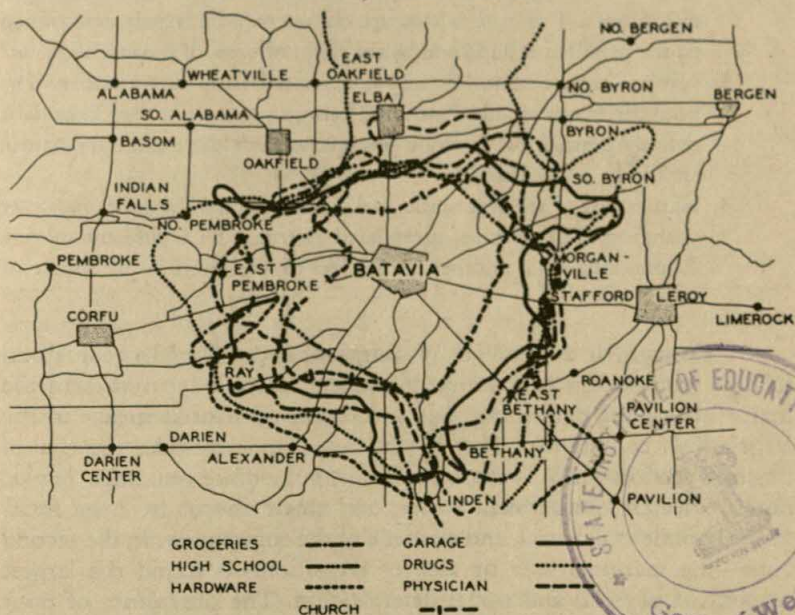 NO. BERGEN
EAST
OAKFIELD
WHEATVILLE
ALABAMA
ELBA
NO. BYRON
BERGEN
SO. ALABAMA
BYRON
BASOM
OAKFIELD
SO. BYRON
INDIAN
FALLS
NO. PEMBROKE
PEMBROKE
EAST
PEMBROKE
BATAVIA
MORGAN-
VILLE
STAFFORD
LEROY
LIMEROCK
CORFU
RAY
ROANOKE
EAST
BETHANY
PAVILION
CENTER
DARIEN
DARIEN
CENTER
ALEXANDER
BETHANY
LINDEN
PAVILION
GROCERIES
GARAGE
HIGH SCHOOL
DRUGS
HARDWARE
PHYSICIAN
CHURCH
STATE OF EDUCAT